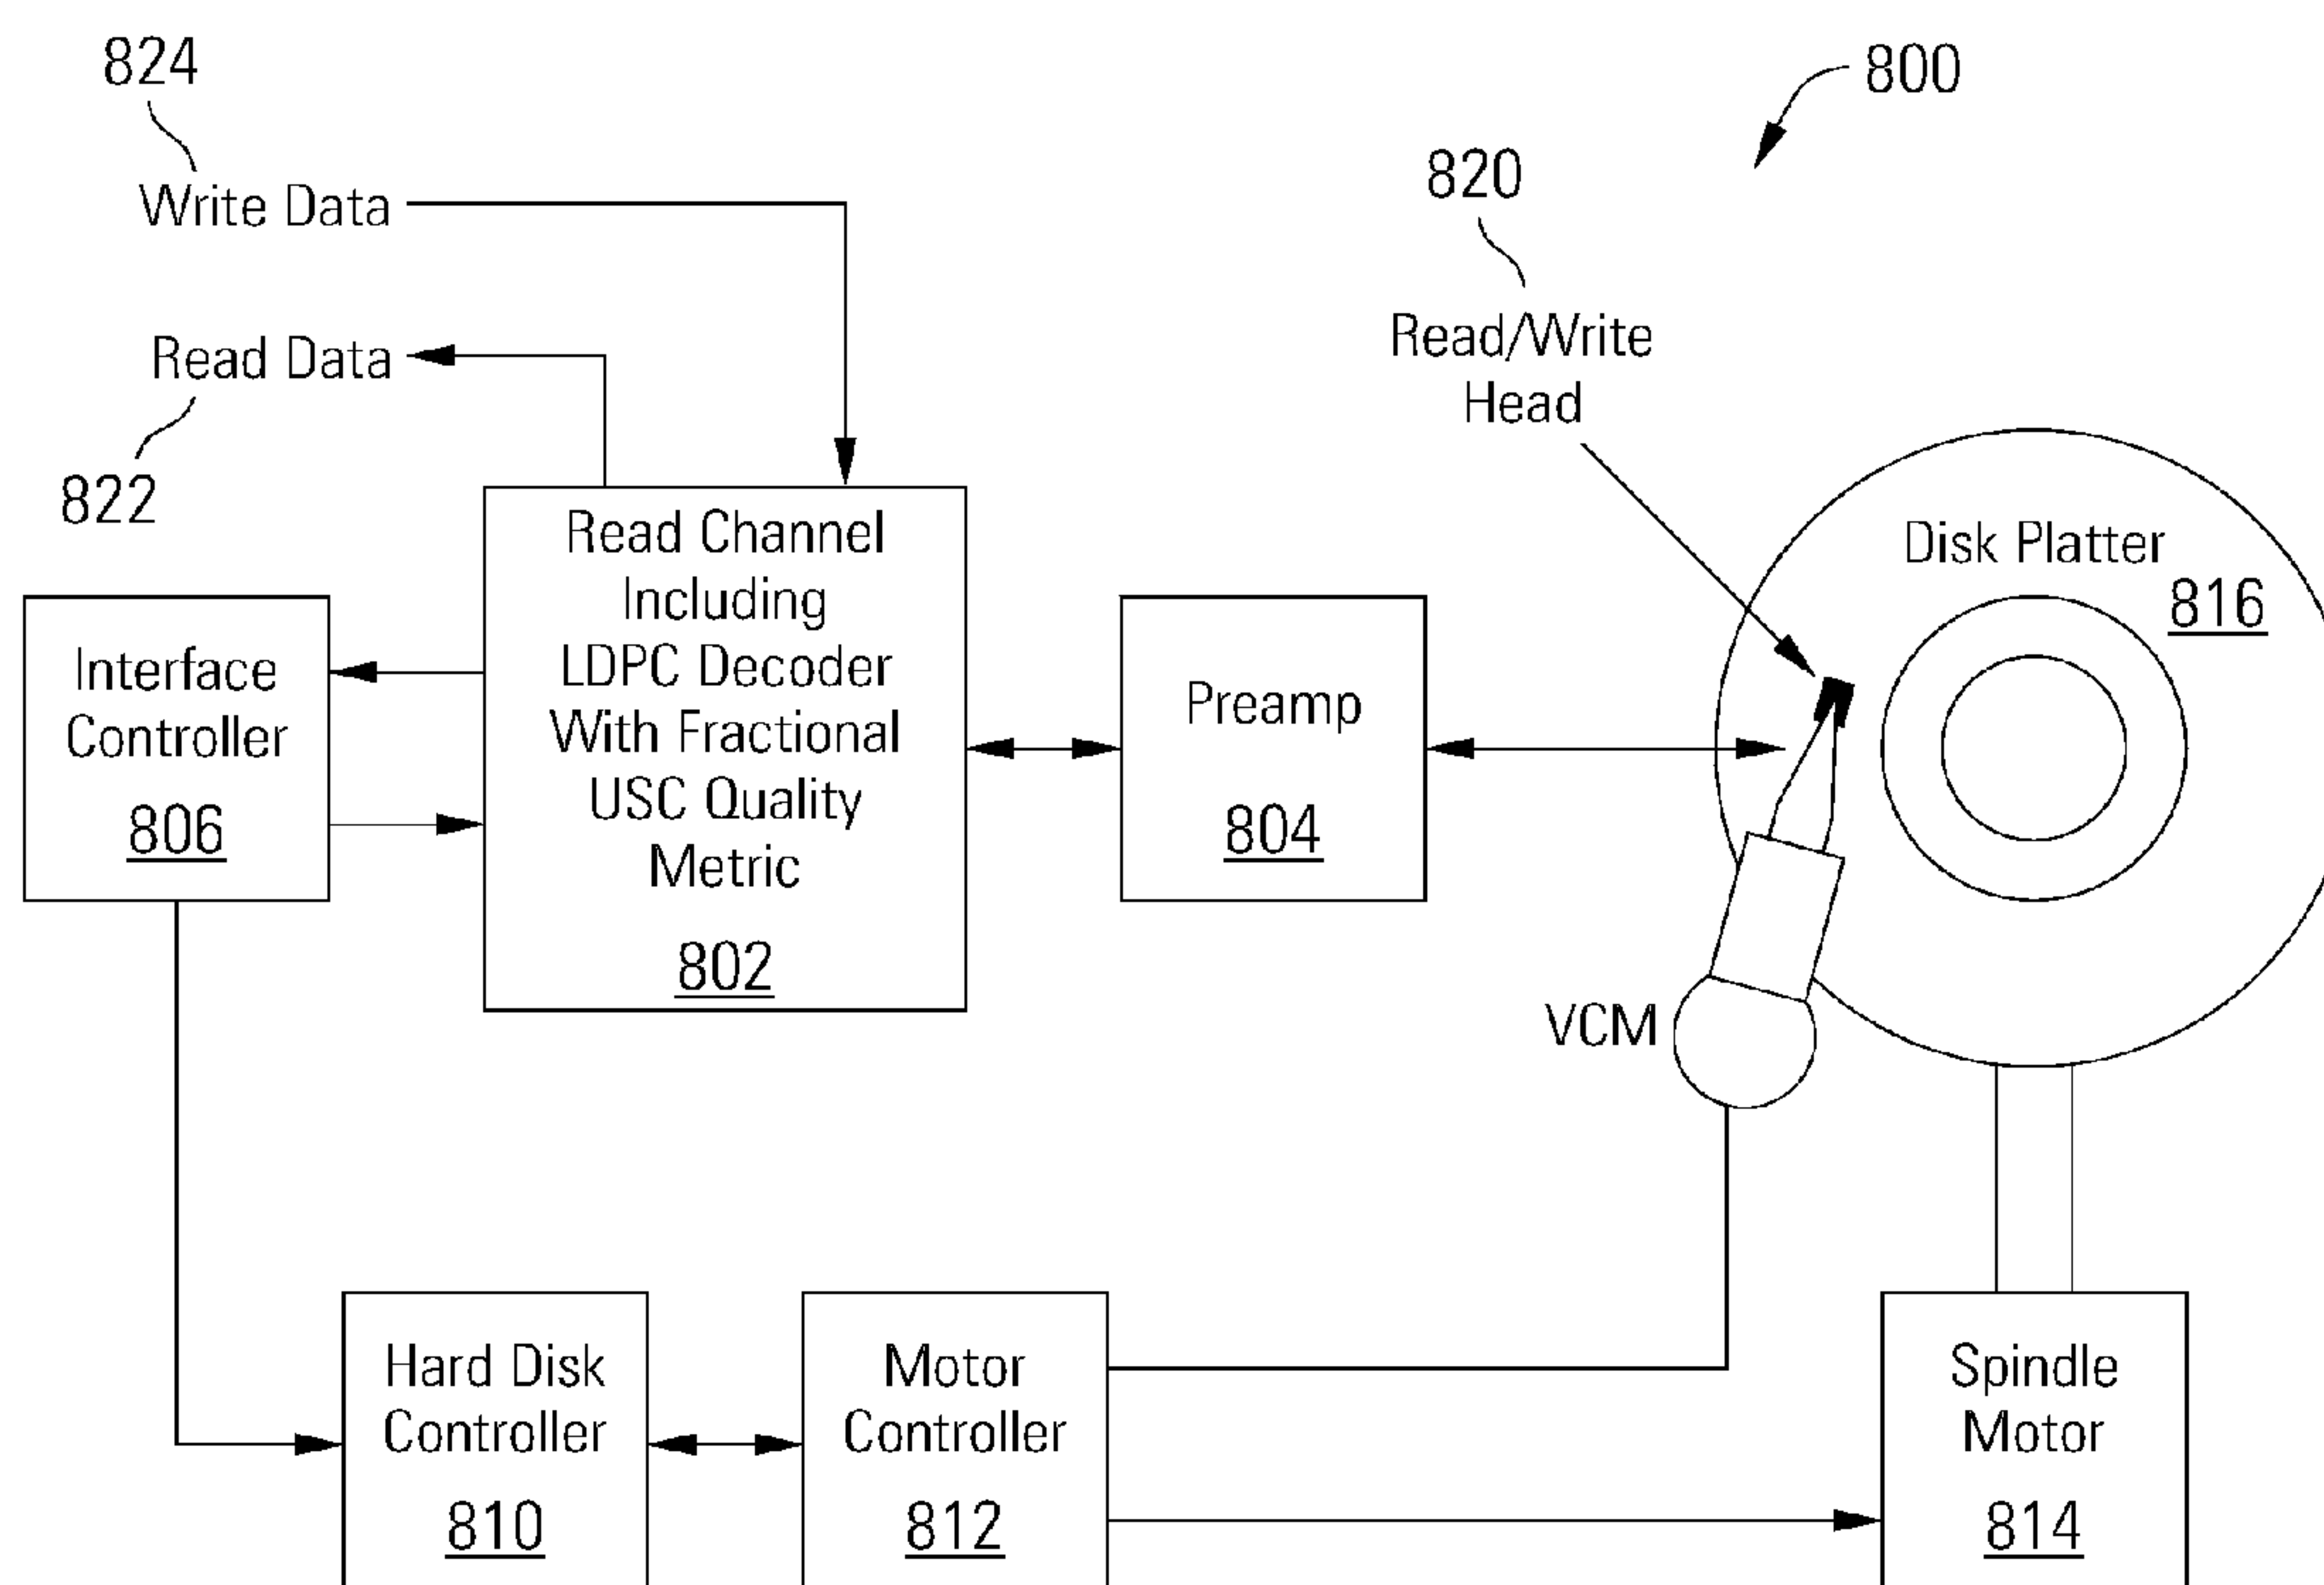 824
800
Write Data
820
Read Data
Read/Write
Head
822
Read Channel
Including
LDPC Decoder
With Fractional
USC Quality
Metric
802
Disk Platter
816
Interface
Controller
806
Preamp
804
VCM
Hard Disk
Controller
810
Motor
Controller
812
Spindle
Motor
814